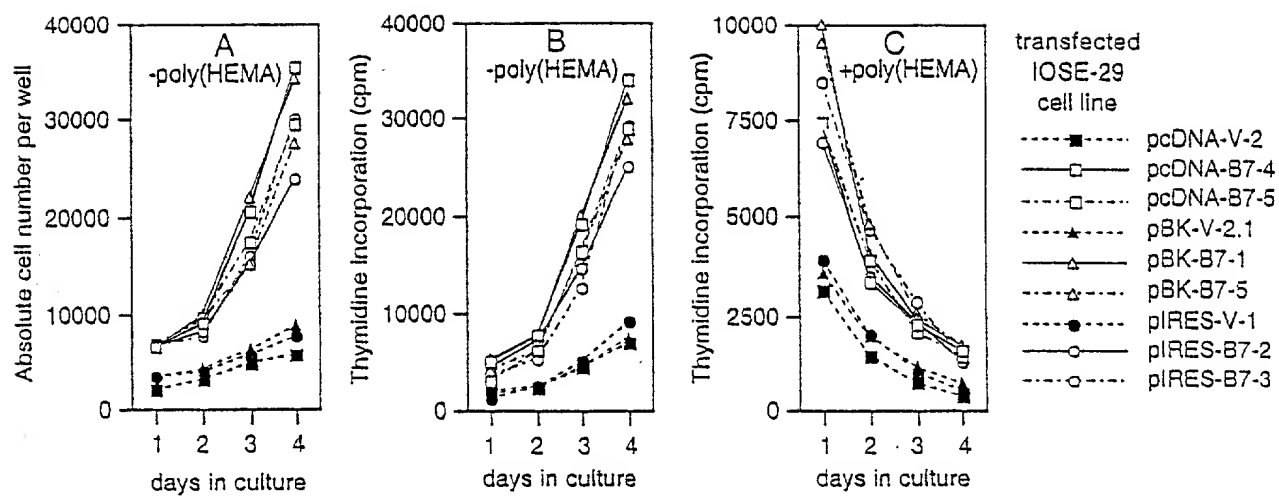 40000
30000
20000
10000
0
Absolute cell number per well
A
-poly(HEMA)
1 2 3 4
days in culture
40000
30000
20000
10000
0
Thymidine Incorporation (cpm)
B
-poly(HEMA)
1 2 3 4
days in culture
10000
7500
5000
2500
0
Thymidine incorporation (cpm)
C
+poly(HEMA)
1 2 3 4
days in culture
transfected
IOSE-29
cell line
pcDNA-V-2
pcDNA-B7-4
pcDNA-B7-5
pBK-V-2.1
pBK-B7-1
pBK-B7-5
pIRES-V-1
pIRES-B7-2
pIRES-B7-3